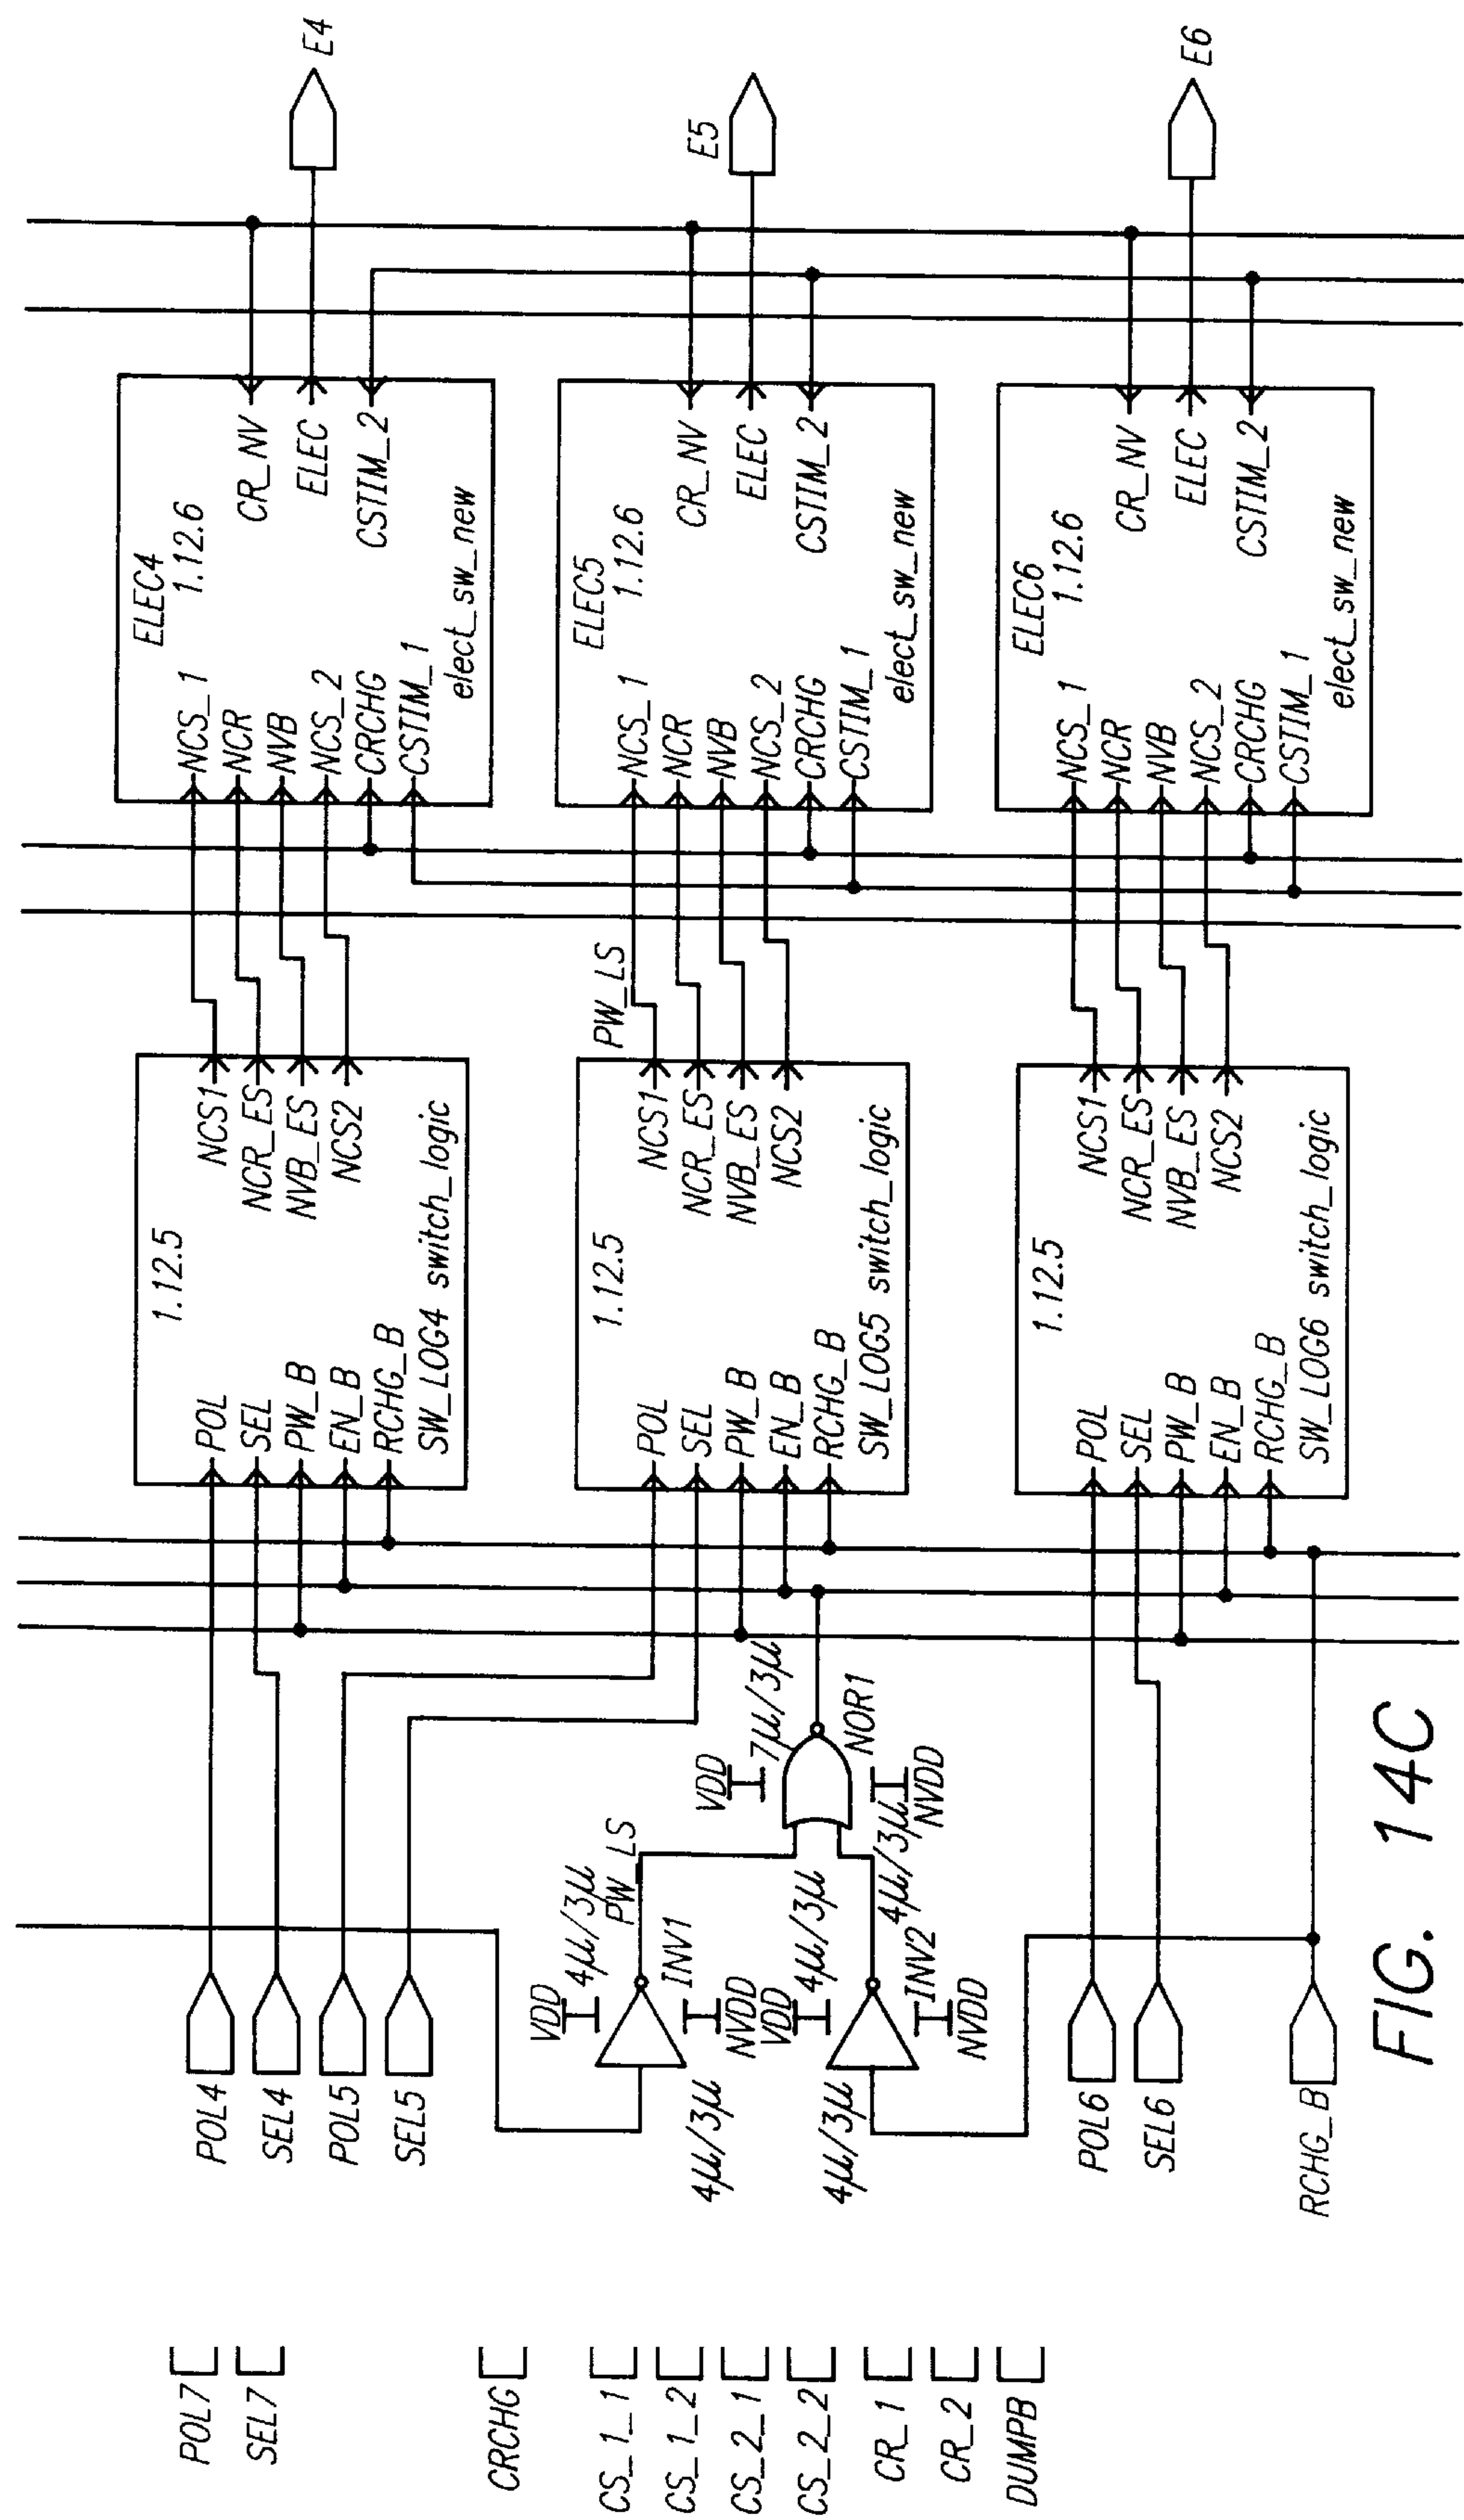 POL4
SEL4
POL5
SEL5
POL
SEL
PW_B
EN_B
RCHG_B
1.12.5
SW_LOG4 switch_logic
NCS1
NCR_ES
NVB_ES
NCS2
NCS_1
NCR
NVB
NCS_2
CRCHG
CSTIM_1
ELEC4
1.12.6
elect_sw_new
CR_NV
ELEC
CSTIM_2
E4
VDD
4µ/3µ
PW_LS
INV1
NVDD
4µ/3µ
VDD
4µ/3µ
INV2
NVDD
4µ/3µ
VDD
7µ/3µ
NOR1
4µ/3µ
NVDD
POL
SEL
PW_B
EN_B
RCHG_B
1.12.5
SW_LOG5 switch_logic
NCS1
NCR_ES
NVB_ES
NCS2
PW_LS
NCS_1
NCR
NVB
NCS_2
CRCHG
CSTIM_1
ELEC5
1.12.6
elect_sw_new
CR_NV
ELEC
CSTIM_2
E5
POL6
SEL6
RCHG_B
POL
SEL
PW_B
EN_B
RCHG_B
1.12.5
SW_LOG6 switch_logic
NCS1
NCR_ES
NVB_ES
NCS2
NCS_1
NCR
NVB
NCS_2
CRCHG
CSTIM_1
ELEC6
1.12.6
elect_sw_new
CR_NV
ELEC
CSTIM_2
E6
POL7
SEL7
CRCHG
CS_1_1
CS_1_2
CS_2_1
CS_2_2
CR_1
CR_2
DUMPB
FIG. 14C